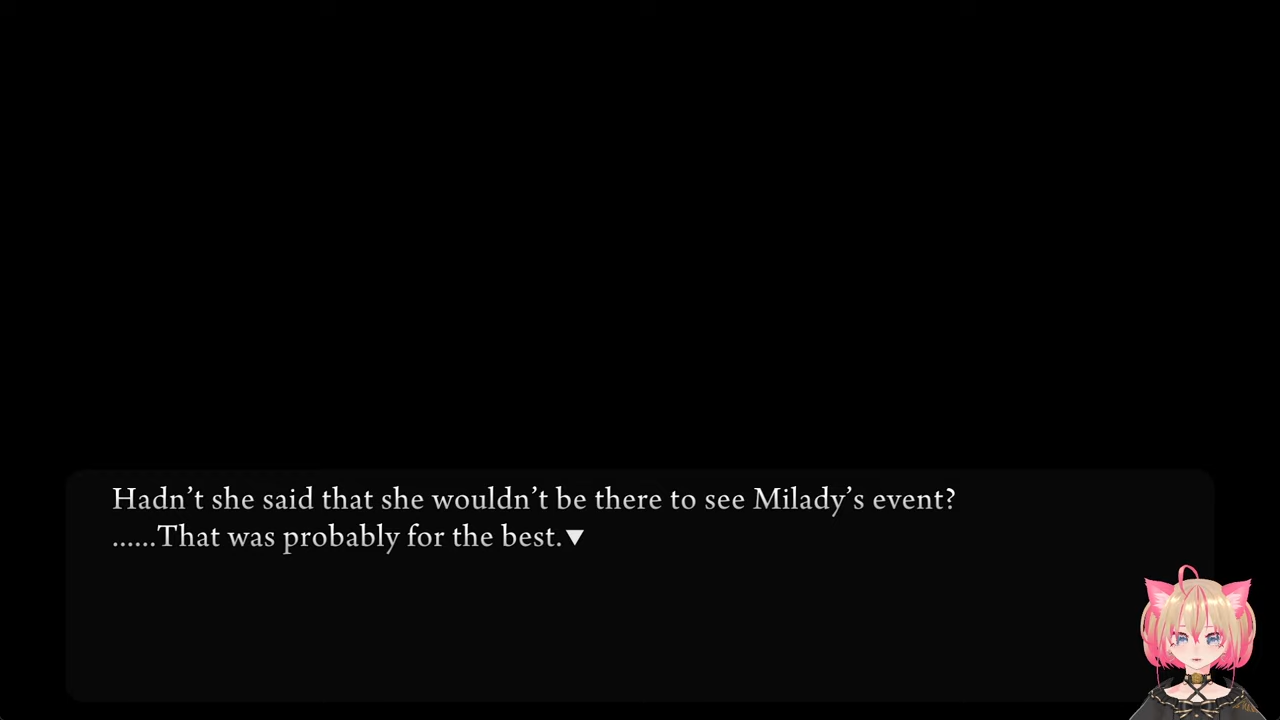 Hadn’t she said that she wouldn’t be there to see Milady’s event?
......That was probably for the best.▼